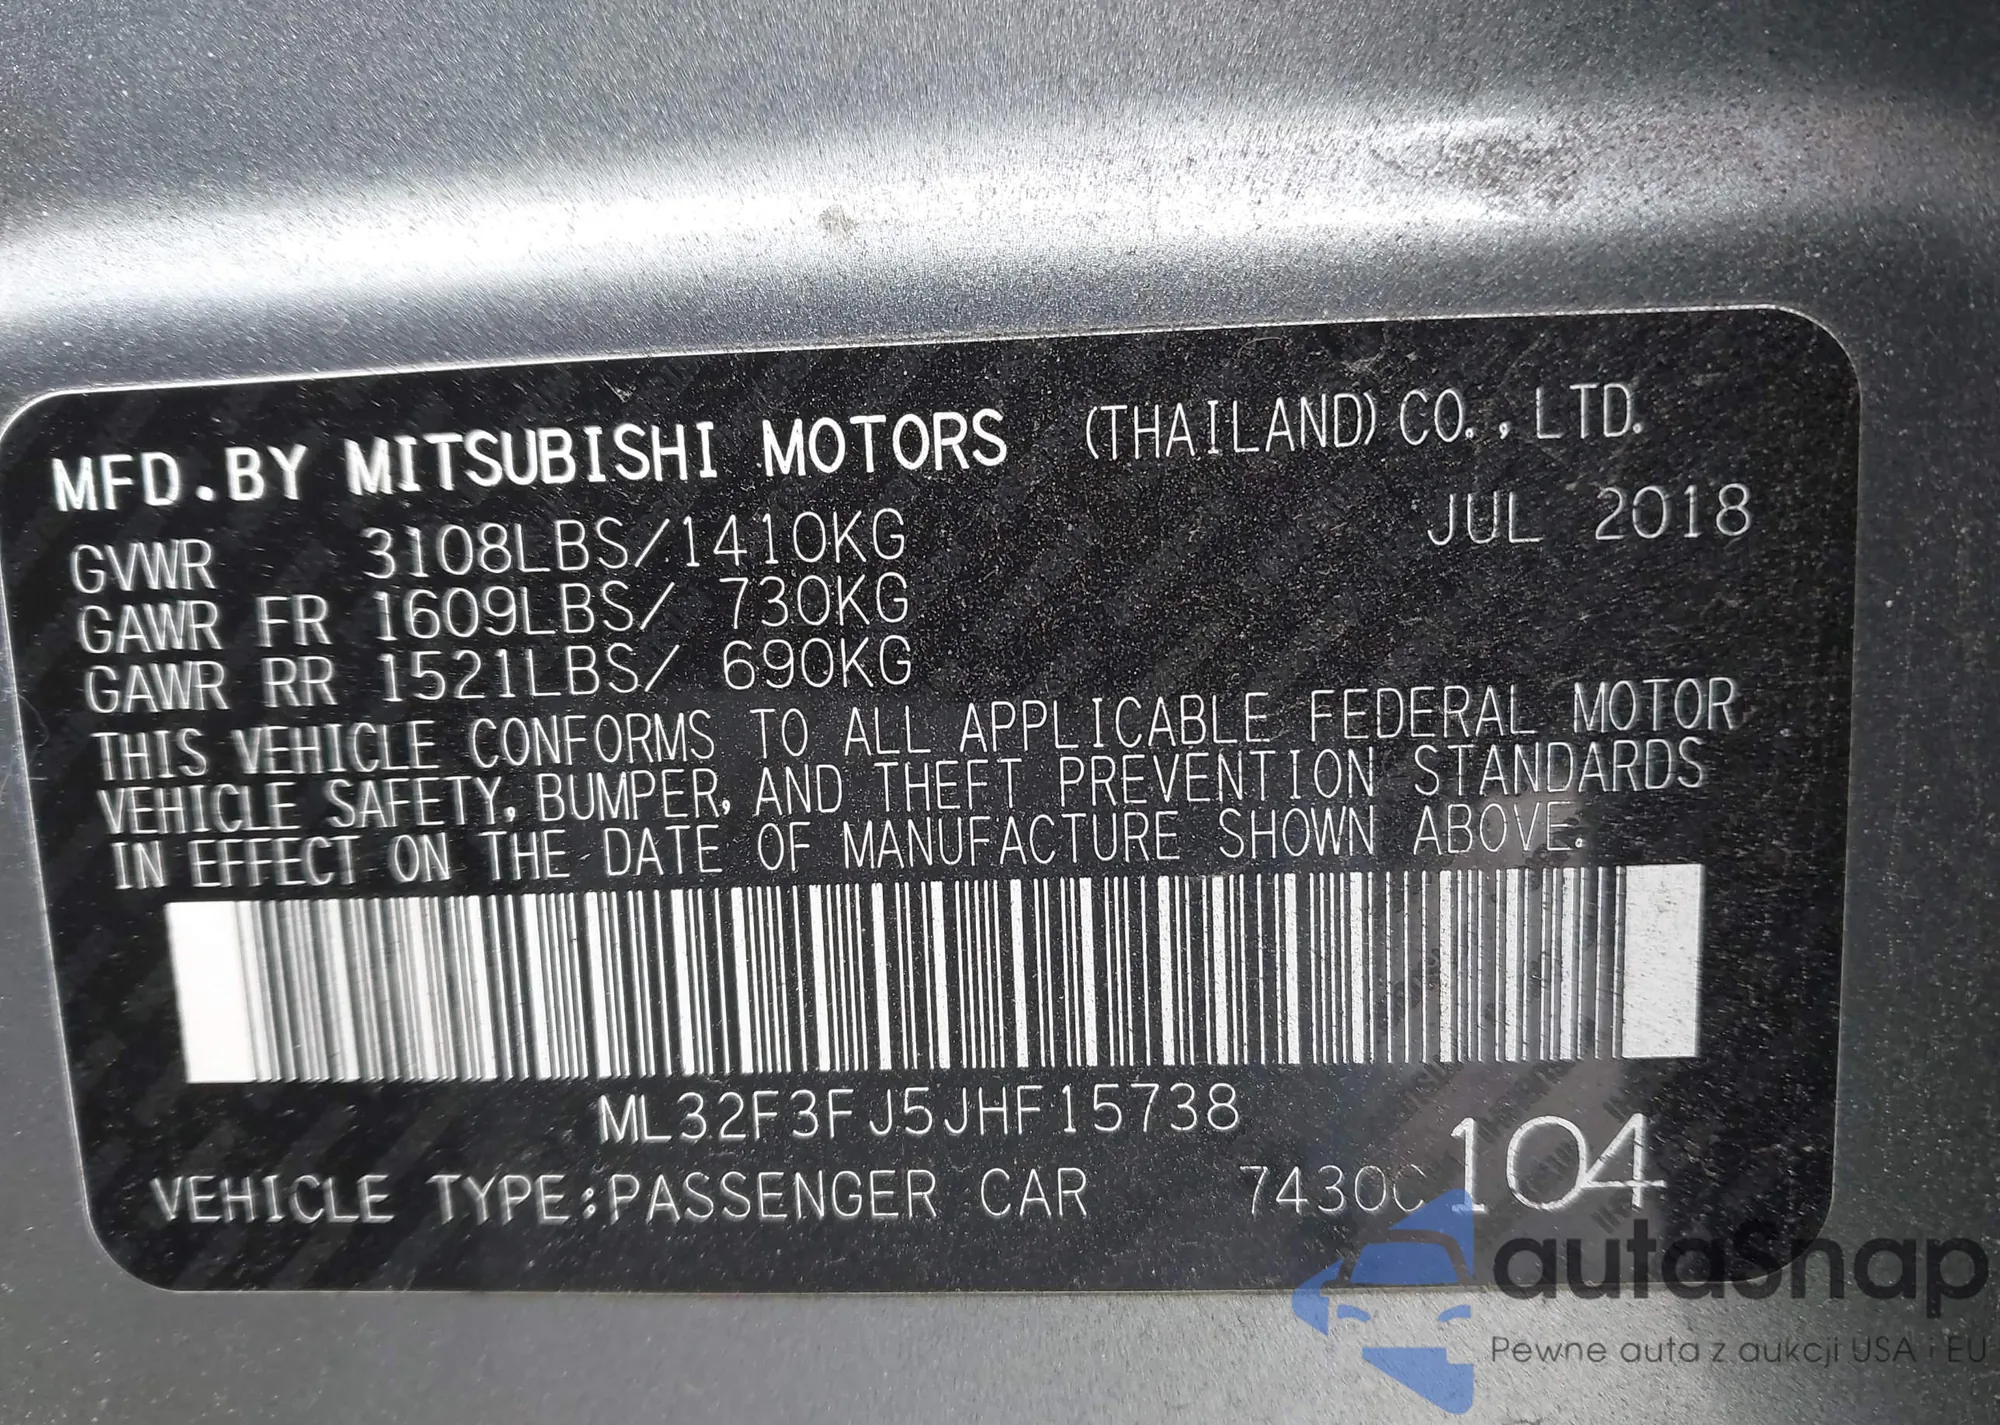 MFD.BY MITSUBISHI MOTORS (THAILAND) CO., LTD.
JUL 2018
GVWR 3108LBS/1410KG
GAWR FR 1609LBS/ 730KG
GAWR RR 1521LBS/ 690KG
THIS VEHICLE CONFORMS TO ALL APPLICABLE FEDERAL MOTOR
VEHICLE SAFETY, BUMPER, AND THEFT PREVENTION STANDARDS
IN EFFECT ON THE DATE OF MANUFACTURE SHOWN ABOVE.
ML32F3FJ5JHF15738
VEHICLE TYPE:PASSENGER CAR 7430C 104
autaSnap
Pewne auta z aukcji USA i EU